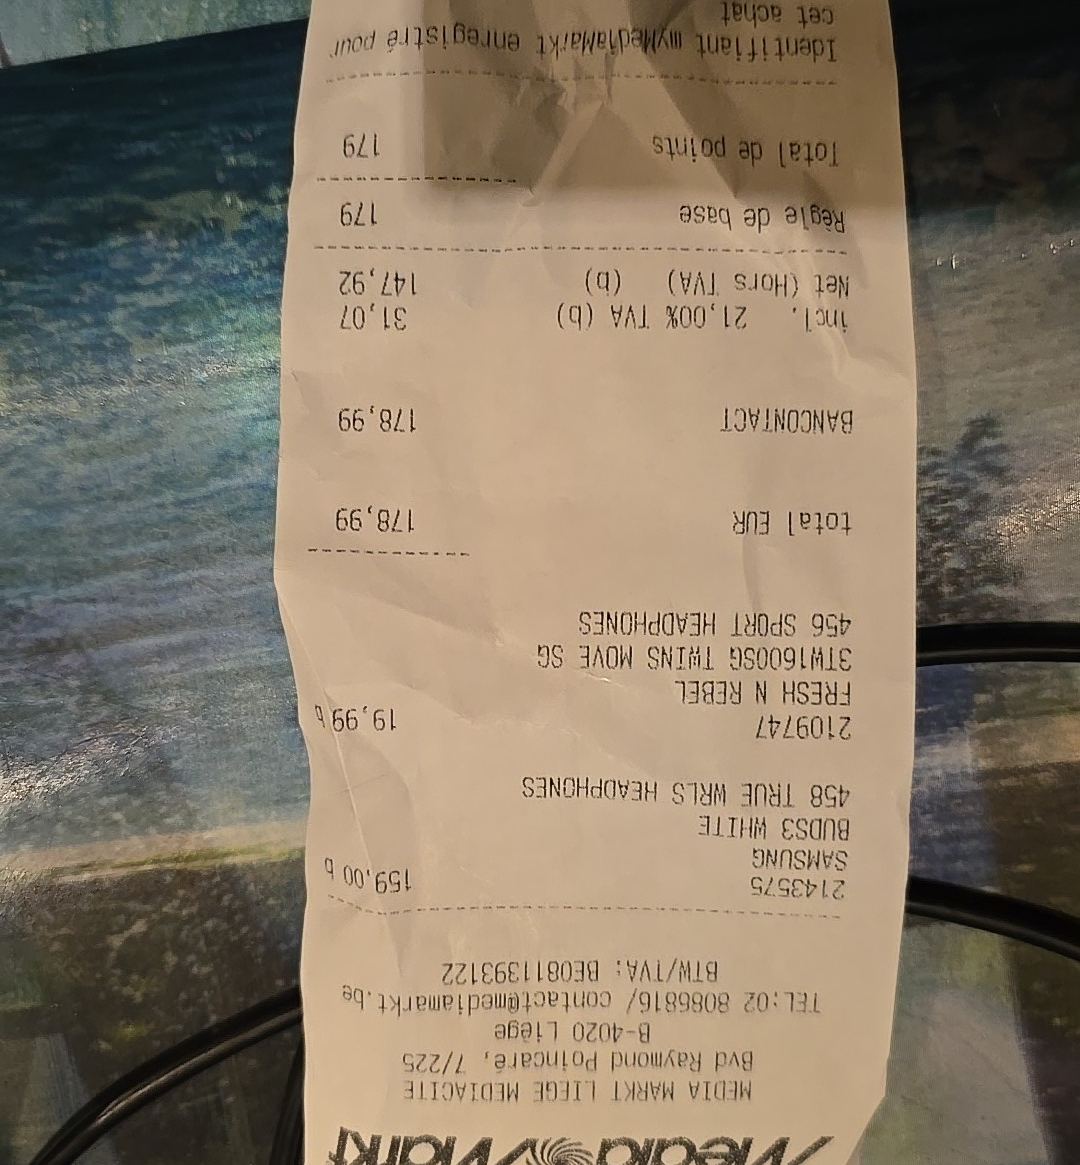 Media Markt
MEDIA MARKT LIEGE MEDIACITE
Bvd Raymond Poincaré, 7/225
B-4020 Liège
TEL:02 8086816/ contact@mediamarkt.be
BTW/TVA: BE0811393122
2143575 159,00 b
SAMSUNG
BUDS3 WHITE
458 TRUE WRLS HEADPHONES
2109747 19,99 b
FRESH N REBEL
3TW1600SG TWINS MOVE SG
456 SPORT HEADPHONES
total EUR 178,99
BANCONTACT 178,99
incl. 21,00% TVA (b) 31,07
Net (Hors TVA) (b) 147,92
Règle de base 179
Total de points 179
Identifiant myMediaMarkt enregistré pour
cet achat